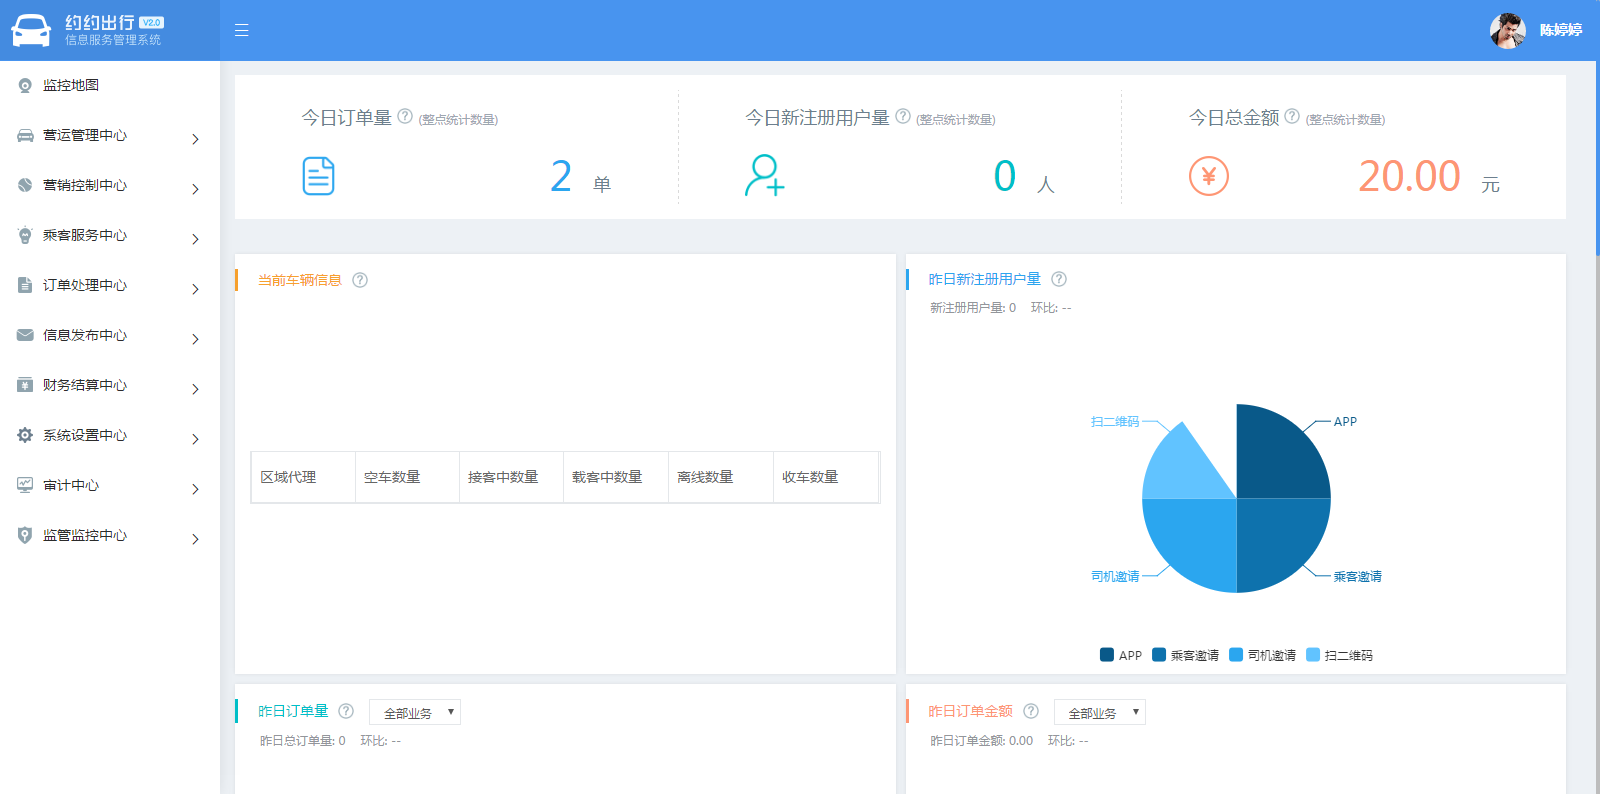 约约出行 V2.0
信息服务管理系统
陈婷婷
监控地图
营运管理中心
营销控制中心
乘客服务中心
订单处理中心
信息发布中心
财务结算中心
系统设置中心
审计中心
监管监控中心
今日订单量 ? (整点统计数量)
2 单
今日新注册用户量 ? (整点统计数量)
0 人
今日总金额 ? (整点统计数量)
¥ 20.00 元
当前车辆信息 ?
区域代理 空车数量 接客中数量 载客中数量 离线数量 收车数量
昨日新注册用户量 ?
新注册用户量: 0 环比: --
扫二维码 APP
司机邀请 乘客邀请
APP 乘客邀请 司机邀请 扫二维码
昨日订单量 ? 全部业务 ▼
昨日总订单量: 0 环比: --
昨日订单金额 ? 全部业务 ▼
昨日订单金额: 0.00 环比: --